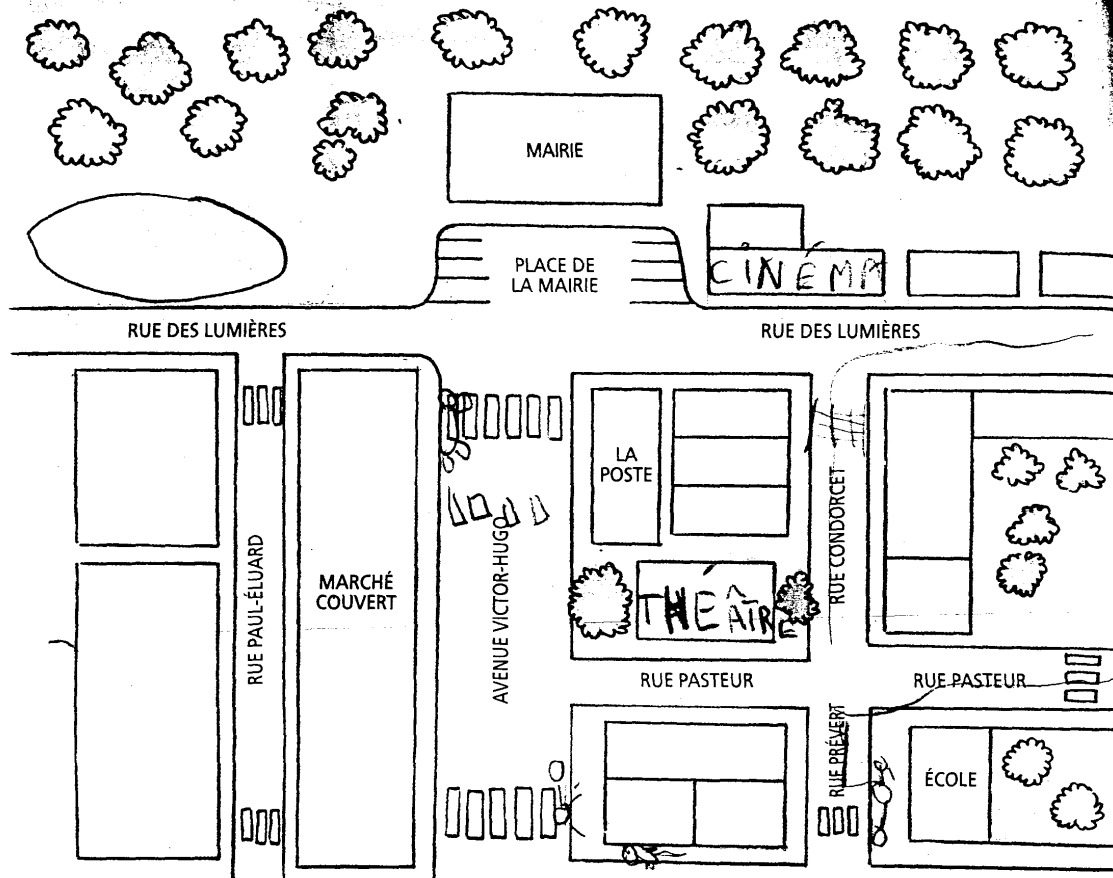 MAIRIE
PLACE DE
LA MAIRIE
CINÉMA
RUE DES LUMIÈRES
RUE DES LUMIÈRES
LA
POSTE
RUE PAUL-ÉLUARD
MARCHÉ
COUVERT
AVENUE VICTOR-HUGO
RUE CONDORCET
THÉÂTRE
RUE PASTEUR
RUE PASTEUR
RUE PRÉVERT
ÉCOLE